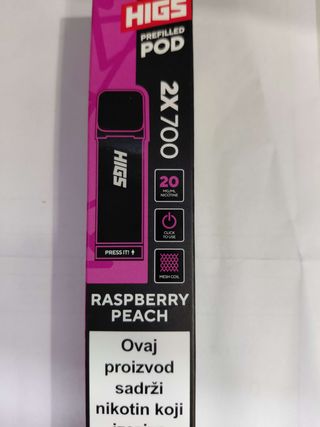 HIGS
PREFILLED
POD
2X700
HIGS
20
MG/ML
NICOTINE
CLICK
TO USE
PRESS IT!
MESH COIL
RASPBERRY
PEACH
Ovaj
proizvod
sadrži
nikotin koji